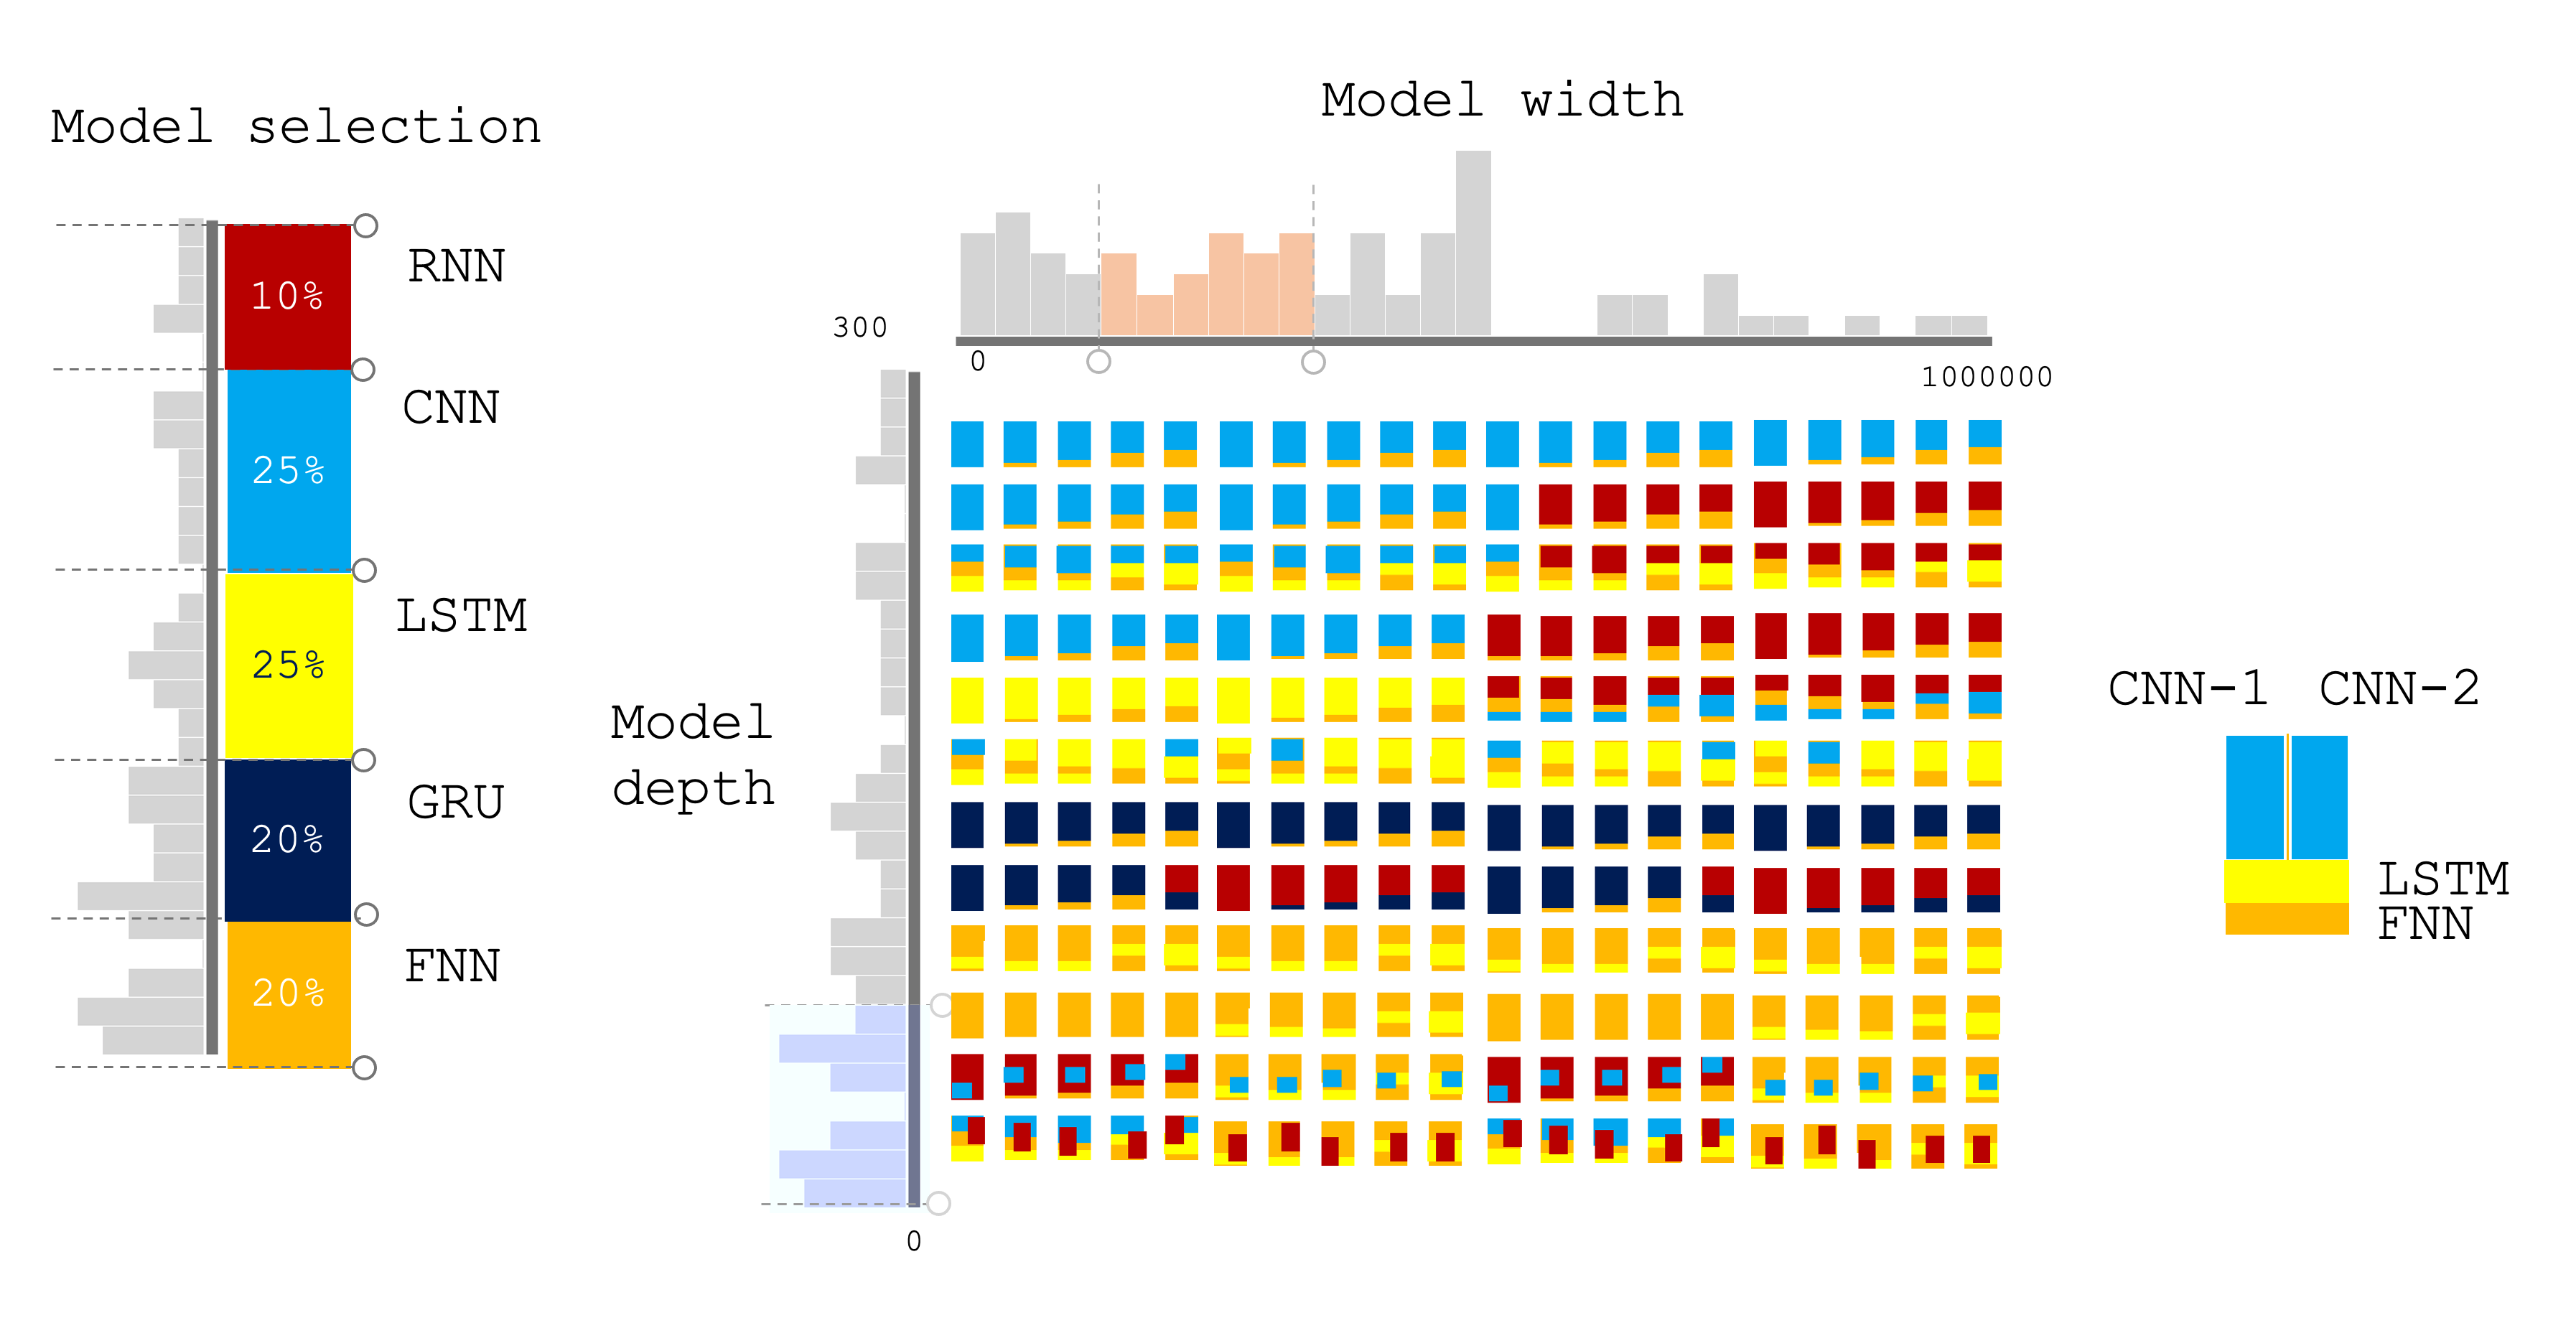 Model selection
10%
RNN
25%
CNN
25%
LSTM
20%
GRU
20%
FNN
Model width
300
0
1000000
Model
depth
0
CNN-1 CNN-2
LSTM
FNN